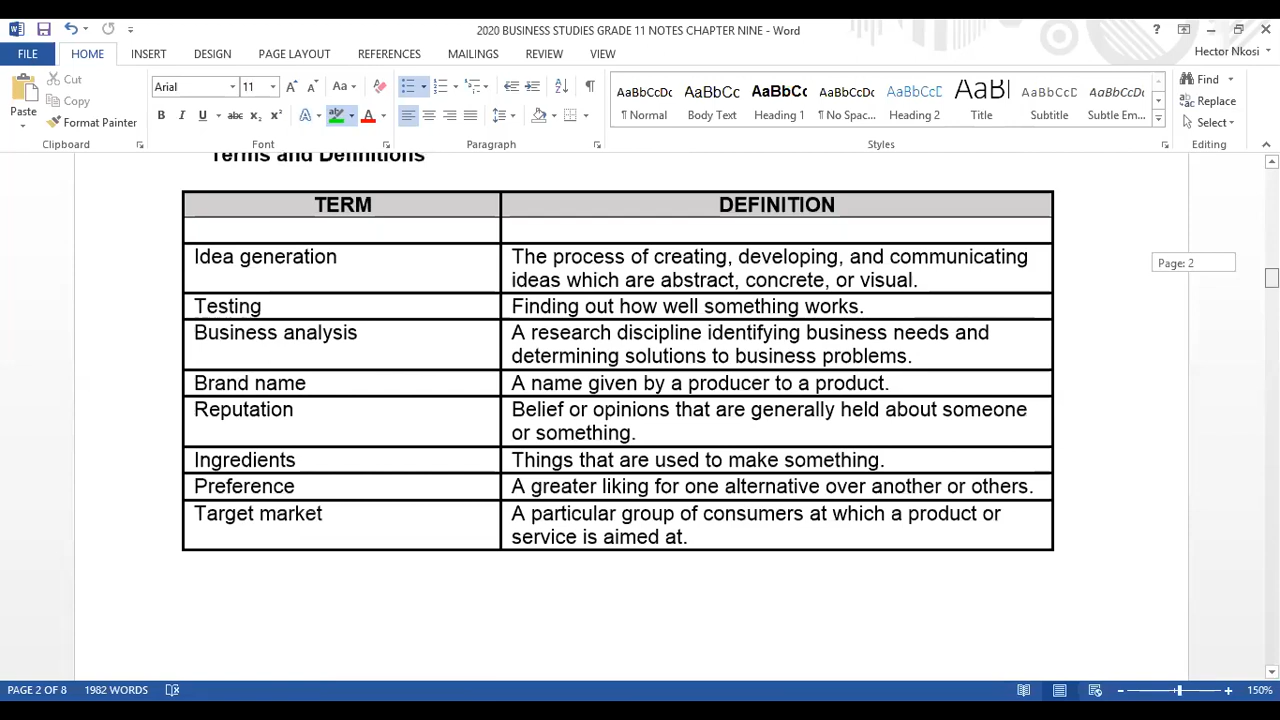 2020 BUSINESS STUDIES GRADE 11 NOTES CHAPTER NINE - Word
FILE HOME INSERT DESIGN PAGE LAYOUT REFERENCES MAILINGS REVIEW VIEW Hector Nkosi
Paste
Cut
Copy
Format Painter
Clipboard
Arial 11
Font
Paragraph
AaBbCcDc AaBbCc AaBbCc AaBbCcDc AaBbCcDc AaBl AaBbCcDc AaBbCcDc
¶ Normal Body Text Heading 1 ¶ No Spac... Heading 2 Title Subtitle Subtle Em...
Styles
Find
Replace
Select
Editing
Terms and Definitions
TERM DEFINITION
Idea generation The process of creating, developing, and communicating
ideas which are abstract, concrete, or visual.
Testing Finding out how well something works.
Business analysis A research discipline identifying business needs and
determining solutions to business problems.
Brand name A name given by a producer to a product.
Reputation Belief or opinions that are generally held about someone
or something.
Ingredients Things that are used to make something.
Preference A greater liking for one alternative over another or others.
Target market A particular group of consumers at which a product or
service is aimed at.
Page: 2
PAGE 2 OF 8 1982 WORDS 150%